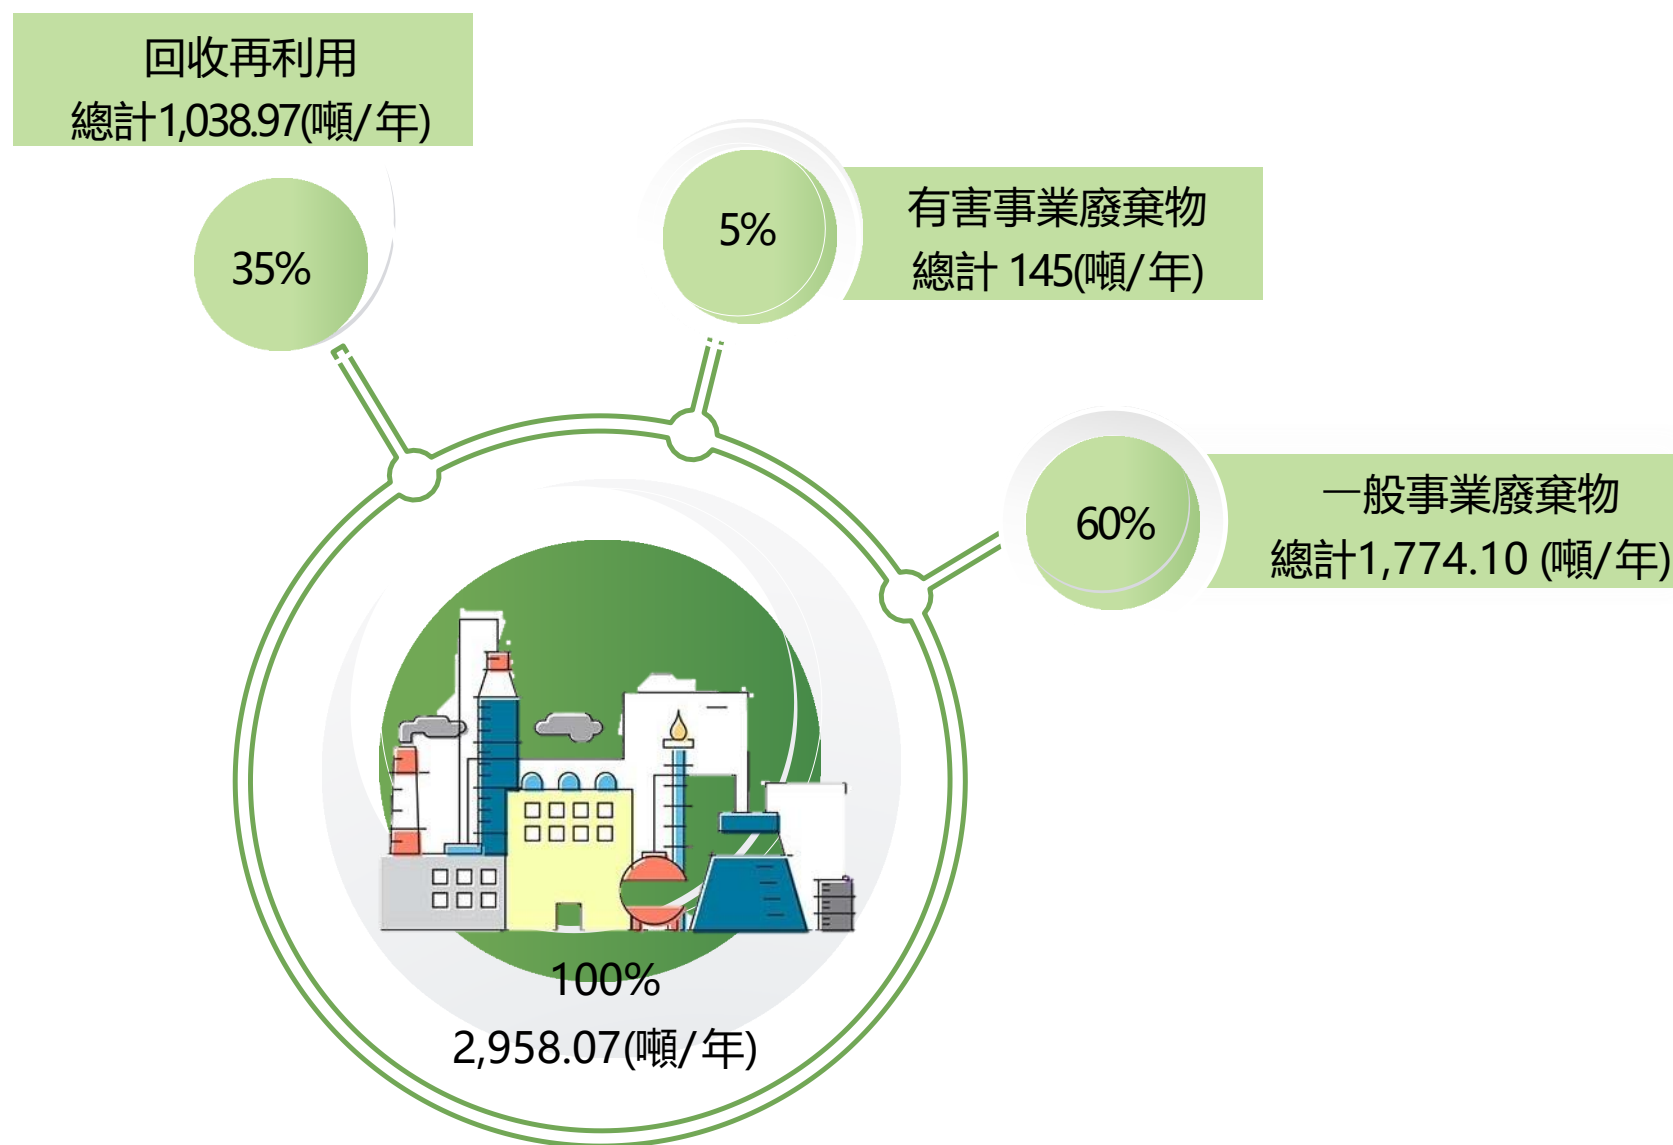 回收再利用
總計1,038.97(噸/年)
35%
5%
有害事業廢棄物
總計 145(噸/年)
60%
一般事業廢棄物
總計1,774.10 (噸/年)
100%
2,958.07(噸/年)